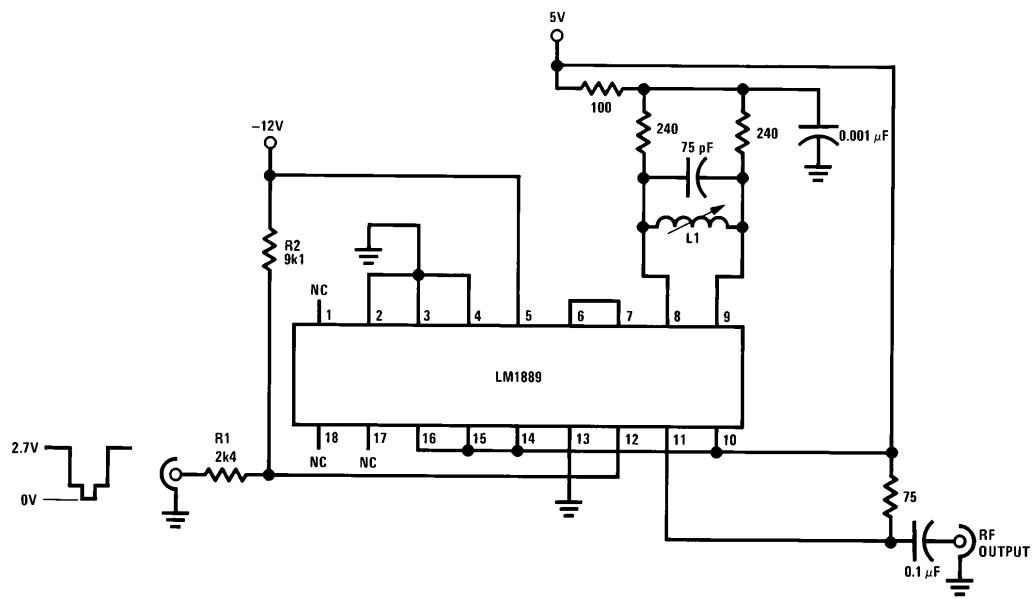 5V
100
240
240
0.001 μF
75 pF
L1
−12V
R2
9k1
NC
1
2
3
4
5
6
7
8
9
LM1889
18
17
16
15
14
13
12
11
10
NC
NC
2.7V
0V
R1
2k4
75
0.1 μF
RF
OUTPUT